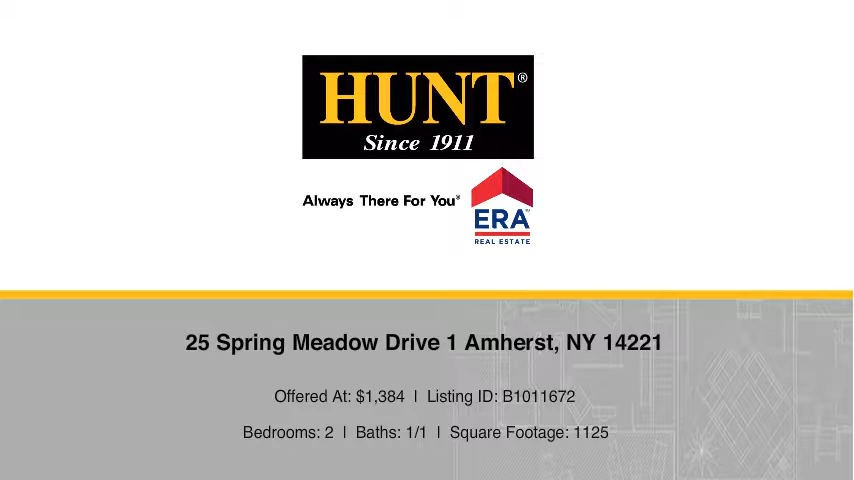 HUNT®
Since 1911
Always There For You®
ERA™
REAL ESTATE
25 Spring Meadow Drive 1 Amherst, NY 14221
Offered At: $1,384 | Listing ID: B1011672
Bedrooms: 2 | Baths: 1/1 | Square Footage: 1125